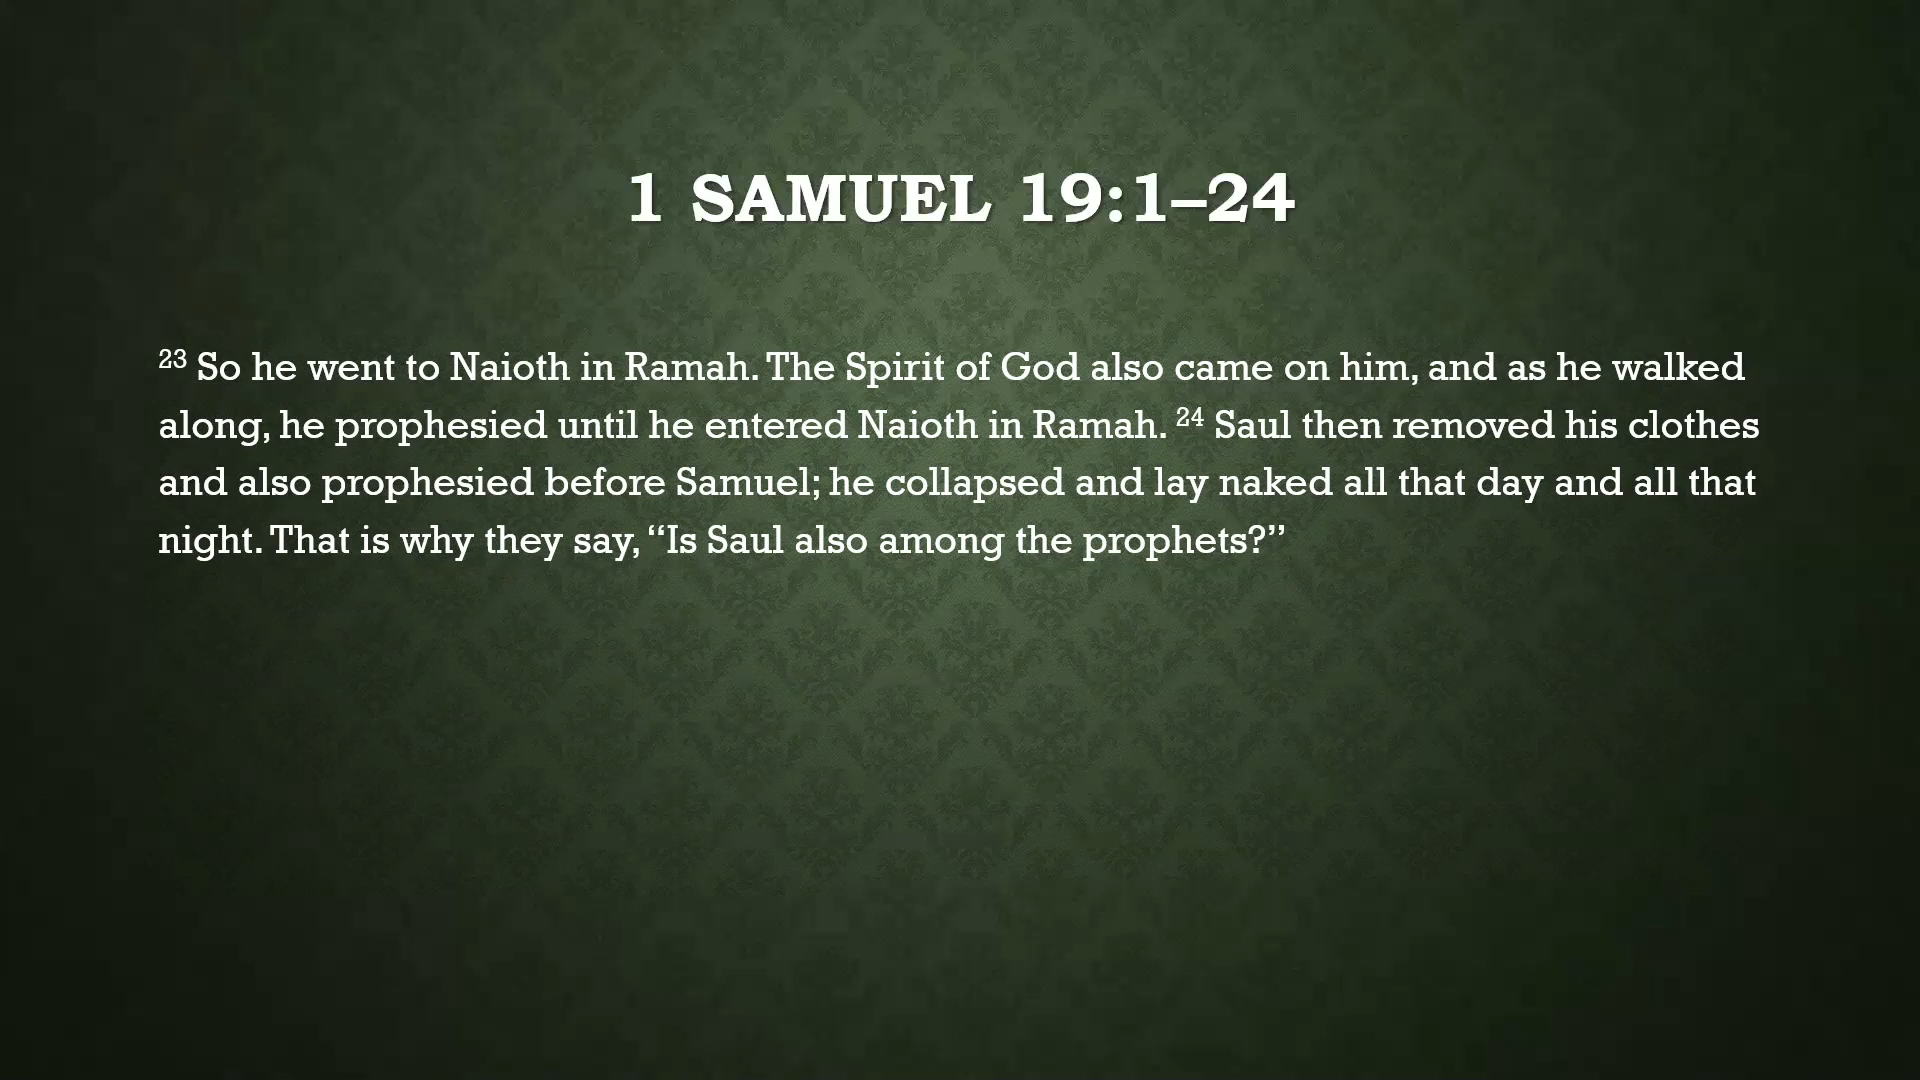 1 SAMUEL 19:1–24
23 So he went to Naioth in Ramah. The Spirit of God also came on him, and as he walked
along, he prophesied until he entered Naioth in Ramah. 24 Saul then removed his clothes
and also prophesied before Samuel; he collapsed and lay naked all that day and all that
night. That is why they say, “Is Saul also among the prophets?”